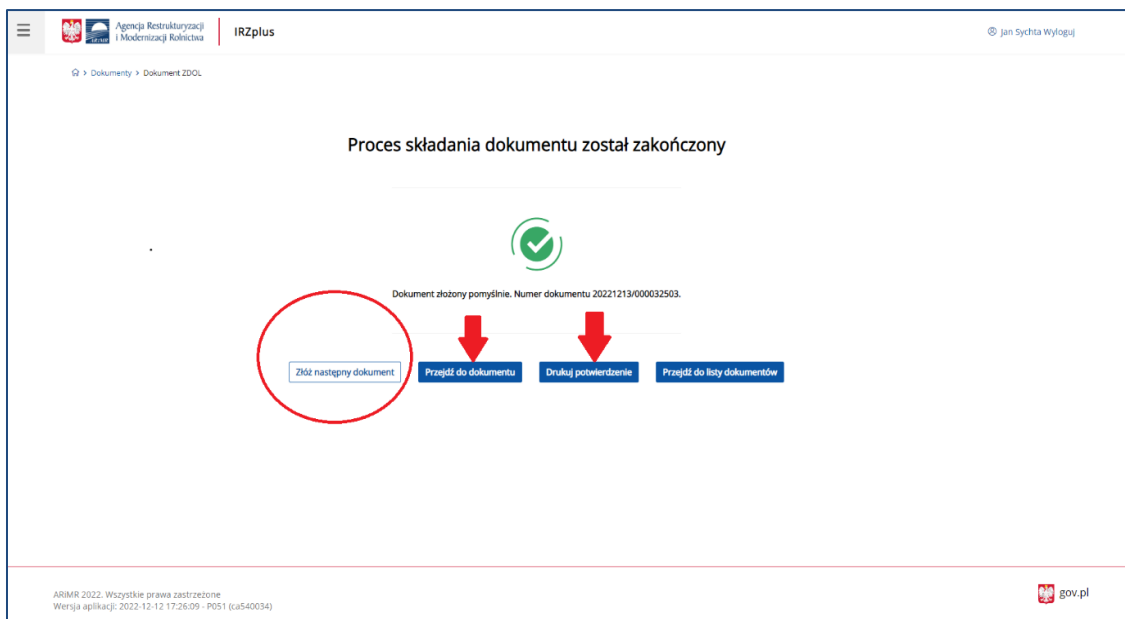 Agencja Restrukturyzacji
i Modernizacji Rolnictwa
IRZplus
Jan Sychta Wyloguj
> Dokumenty > Dokument ZDOL
Proces składania dokumentu został zakończony
Dokument złożony pomyślnie. Numer dokumentu 20221213/000032503.
Złóż następny dokument
Przejdź do dokumentu
Drukuj potwierdzenie
Przejdź do listy dokumentów
ARiMR 2022. Wszystkie prawa zastrzeżone
Wersja aplikacji: 2022-12-12 17:26:09 - P051 (ca540034)
gov.pl